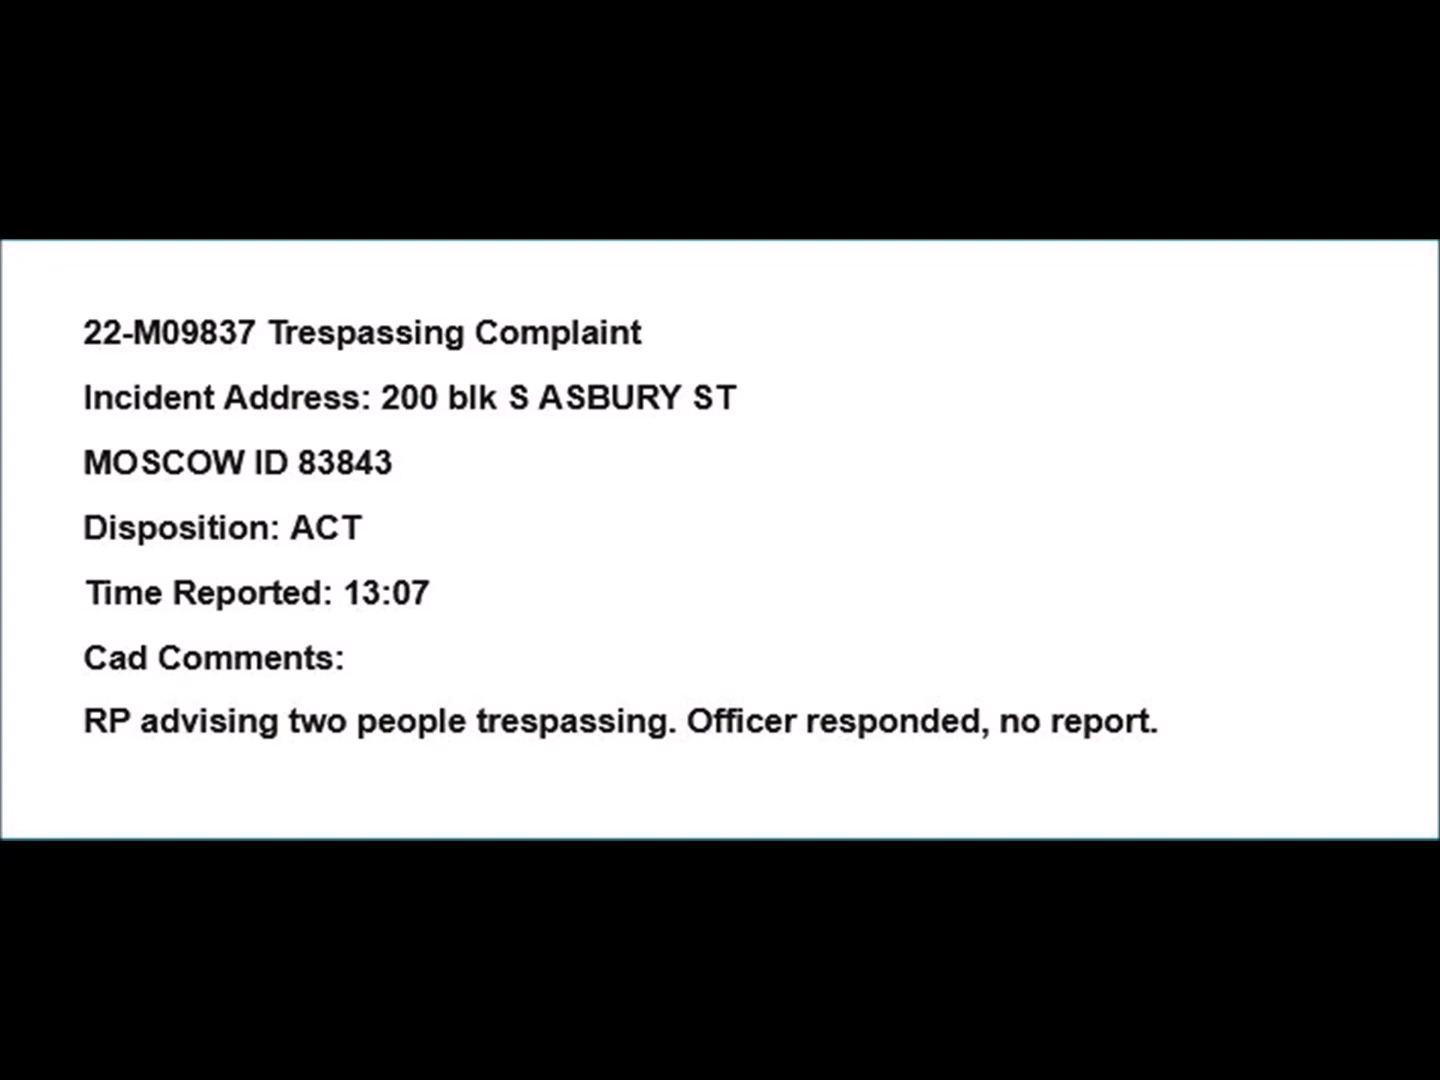 22-M09837 Trespassing Complaint
Incident Address: 200 blk S ASBURY ST
MOSCOW ID 83843
Disposition: ACT
Time Reported: 13:07
Cad Comments:
RP advising two people trespassing. Officer responded, no report.